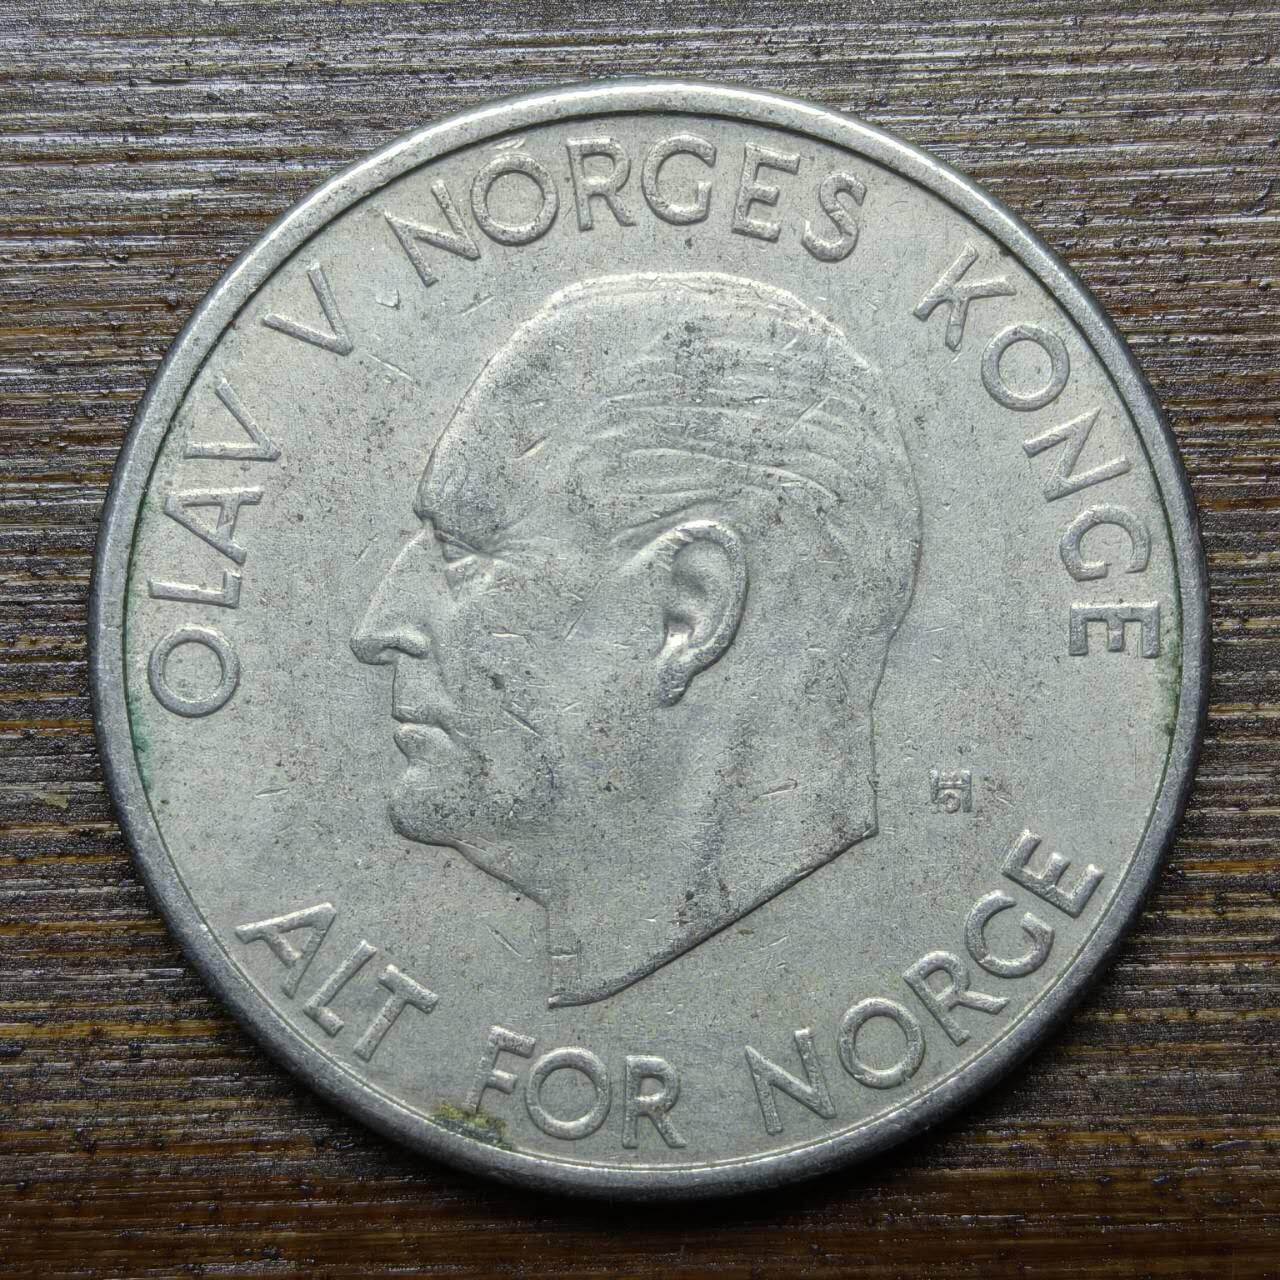 OLAV V · NORGES KONGE
ALT FOR NORGE